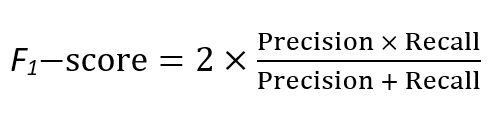 F₁−score = 2 × (Precision × Recall) / (Precision + Recall)